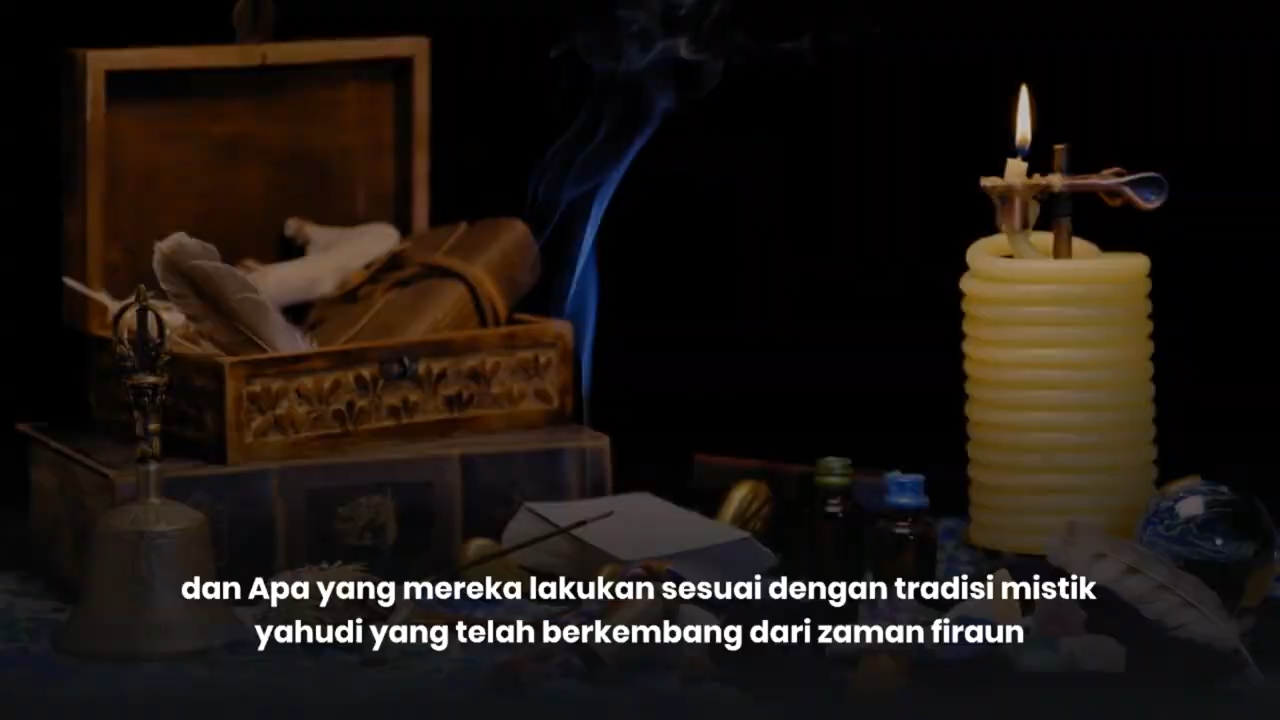 dan Apa yang mereka lakukan sesuai dengan tradisi mistik
yahudi yang telah berkembang dari zaman firaun